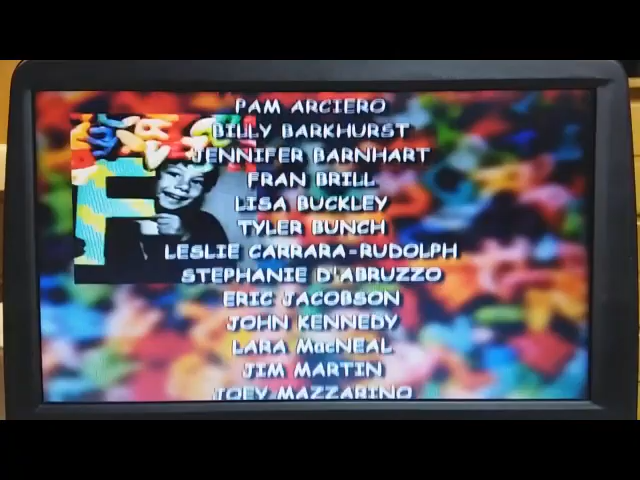 PAM ARCIERO
BILLY BARKHURST
JENNIFER BARNHART
FRAN BRILL
LISA BUCKLEY
TYLER BUNCH
LESLIE CARRARA-RUDOLPH
STEPHANIE D'ABRUZZO
ERIC JACOBSON
JOHN KENNEDY
LARA MacNEAL
JIM MARTIN
JOEY MAZZARINO
F